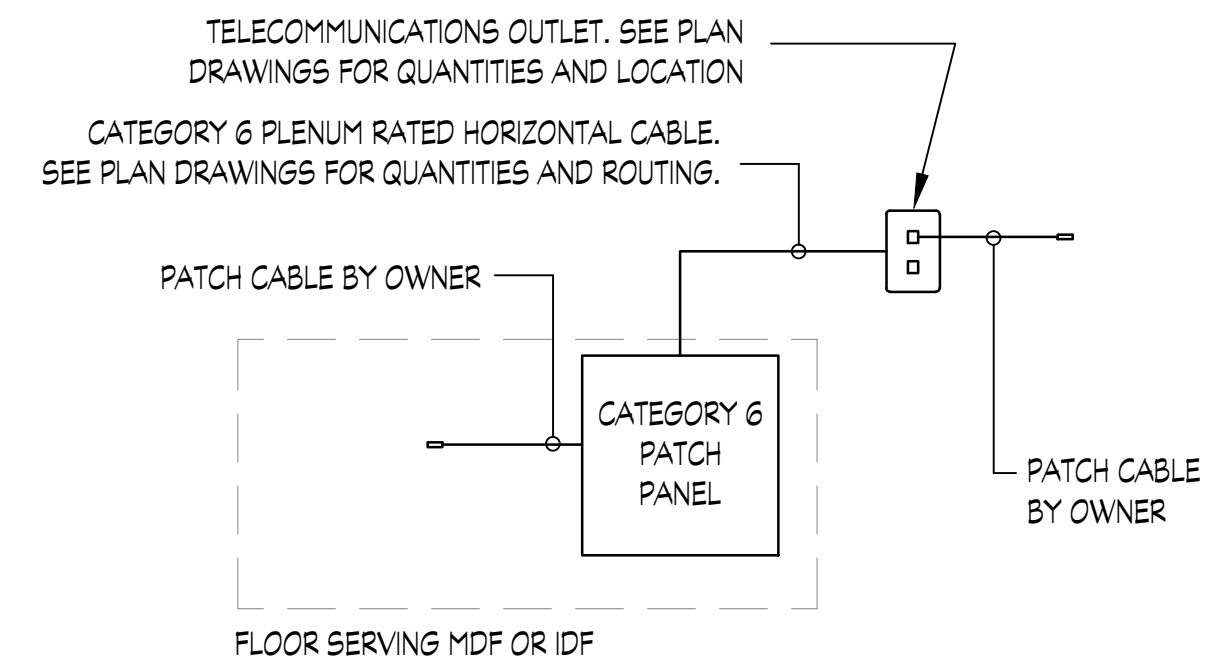 TELECOMMUNICATIONS OUTLET. SEE PLAN
DRAWINGS FOR QUANTITIES AND LOCATION
CATEGORY 6 PLENUM RATED HORIZONTAL CABLE.
SEE PLAN DRAWINGS FOR QUANTITIES AND ROUTING.
PATCH CABLE BY OWNER
CATEGORY 6
PATCH
PANEL
PATCH CABLE
BY OWNER
FLOOR SERVING MDF OR IDF